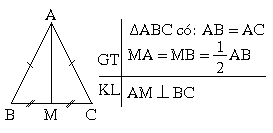 A
B M C
GT
ΔABC có: AB = AC
MA = MB = 1/2 AB
KL
AM ⊥ BC